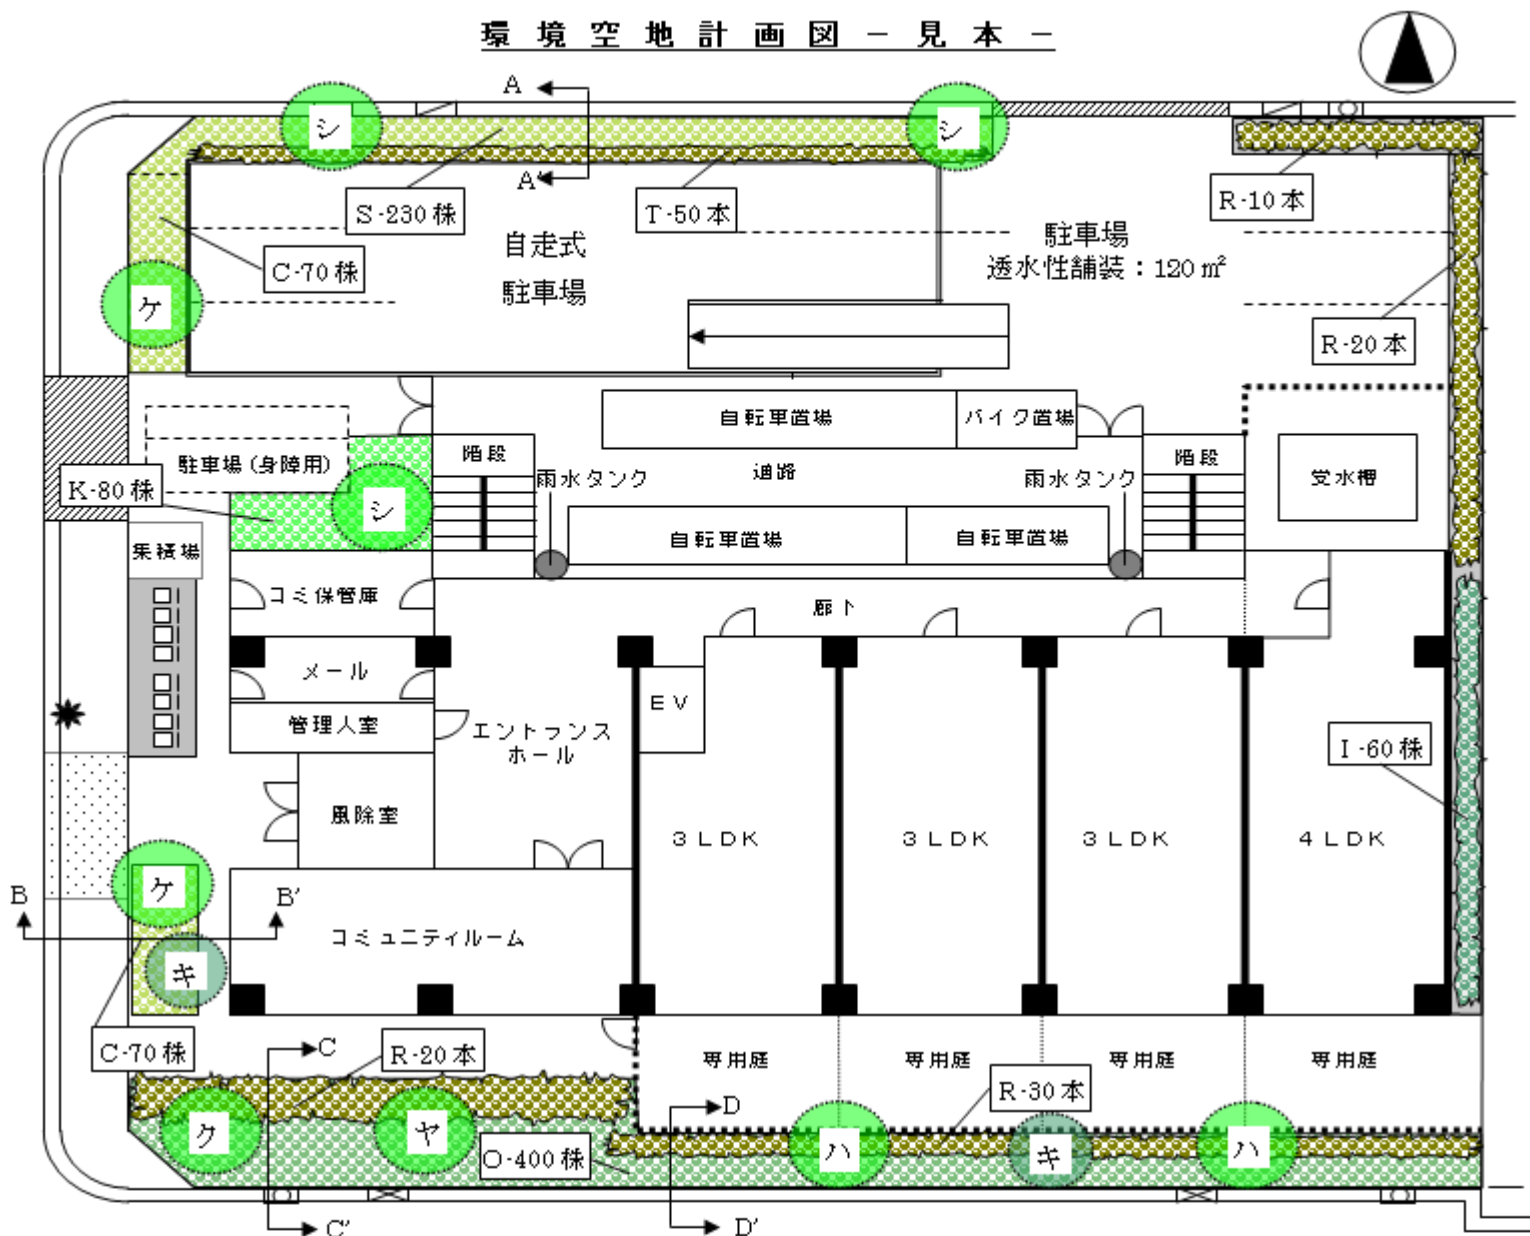 環境空地計画図－見本－
A
シ
シ
A'
S-230株
T-50本
R-10本
自走式
駐車場
駐車場
透水性舗装：120㎡
C-70株
ケ
R-20本
自転車置場
バイク置場
階段
通路
階段
駐車場(身障用)
雨水タンク
雨水タンク
受水槽
K-80株
シ
自転車置場
自転車置場
集積場
ゴミ保管庫
廊下
メール
EV
管理人室
エントランス
ホール
I-60株
風除室
3LDK
3LDK
3LDK
4LDK
ケ
B
B'
コミュニティルーム
キ
C-70株
C
R-20本
専用庭
専用庭
専用庭
専用庭
R-30本
D
ク
ヤ
O-400株
ハ
キ
ハ
C'
D'